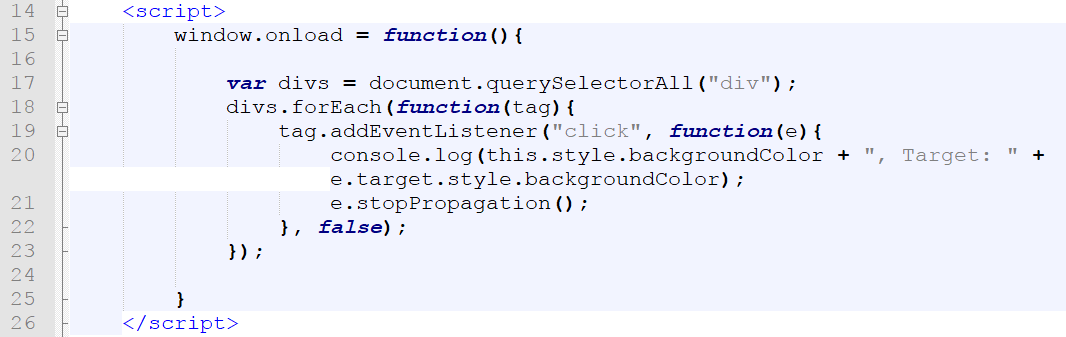 14 <script>
15 window.onload = function(){
16
17 var divs = document.querySelectorAll("div");
18 divs.forEach(function(tag){
19 tag.addEventListener("click", function(e){
20 console.log(this.style.backgroundColor + ", Target: " +
e.target.style.backgroundColor);
21 e.stopPropagation();
22 }, false);
23 });
24
25 }
26 </script>